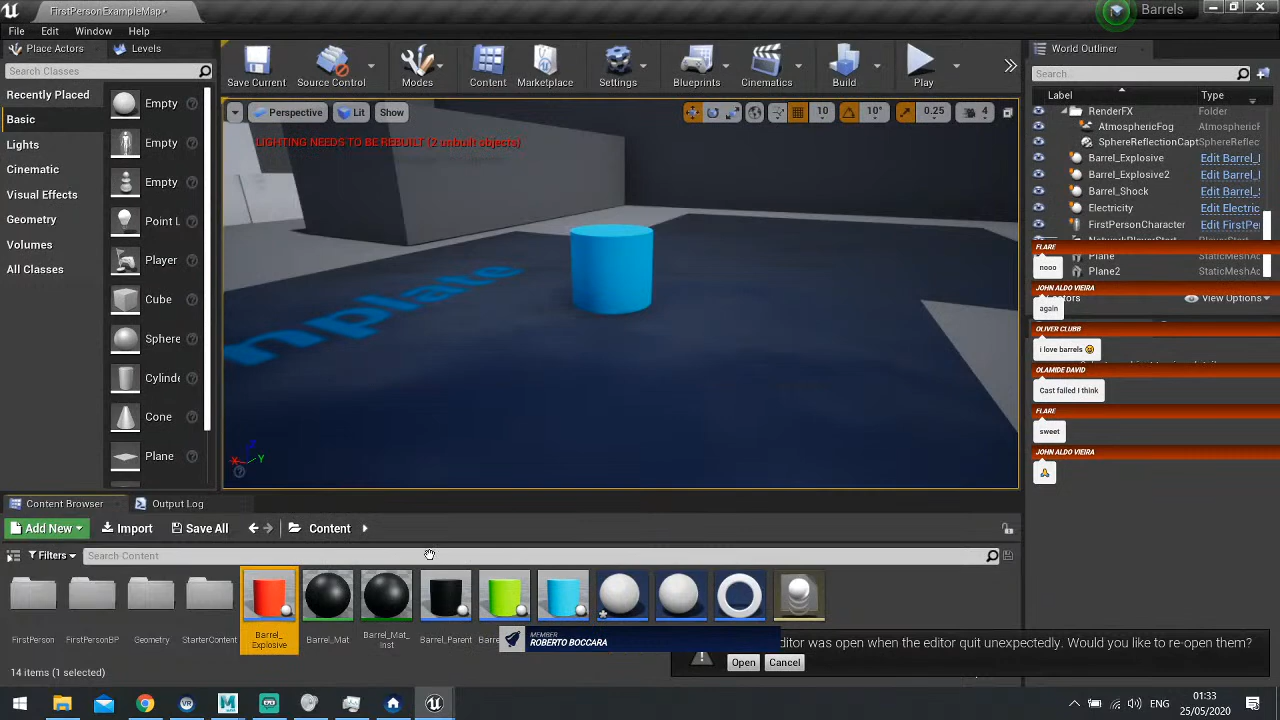 FirstPersonExampleMap•
Barrels
File Edit Window Help
Place Actors
Levels
Search Classes
Recently Placed
Basic
Lights
Cinematic
Visual Effects
Geometry
Volumes
All Classes
Empty
Empty
Empty
Point L
Player
Cube
Sphere
Cylinde
Cone
Plane
Save Current
Source Control
Modes
Content
Marketplace
Settings
Blueprints
Cinematics
Build
Play
Perspective
Lit
Show
10
10°
0.25
4
LIGHTING NEEDS TO BE REBUILT (2 unbuilt objects)
mplate
X Y
World Outliner
Search...
Label Type
RenderFX Folder
AtmosphericFog AtmosphericF
SphereReflectionCapt SphereReflec
Barrel_Explosive Edit Barrel_
Barrel_Explosive2 Edit Barrel_
Barrel_Shock Edit Barrel_
Electricity Edit Electric
FirstPersonCharacter Edit FirstPer
FLARE
Plane StaticMeshAc
nooo
Plane2 StaticMeshAc
JOHN ALDO VIEIRA
View Options
again
OLIVER CLUBB
i love barrels 😀
OLAMIDE DAVID
Cast failed I think
FLARE
sweet
JOHN ALDO VIEIRA
🙏
Content Browser
Output Log
Add New
Import
Save All
Content
Filters
Search Content
FirstPerson
FirstPersonBP
Geometry
StarterContent
Barrel_
Explosive
Barrel_Mat
Barrel_Mat_
Inst
Barrel_Parent
14 items (1 selected)
MEMBER
ROBERTO BOCCARA
ditor was open when the editor quit unexpectedly. Would you like to re-open them?
Open
Cancel
ENG
01:33
25/05/2020